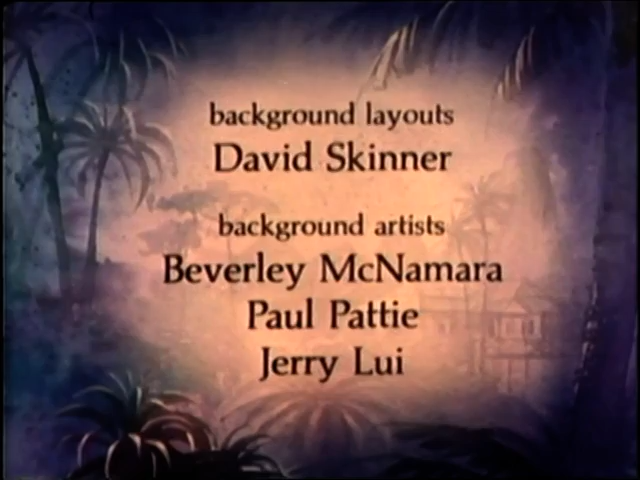 background layouts
David Skinner
background artists
Beverley McNamara
Paul Pattie
Jerry Lui